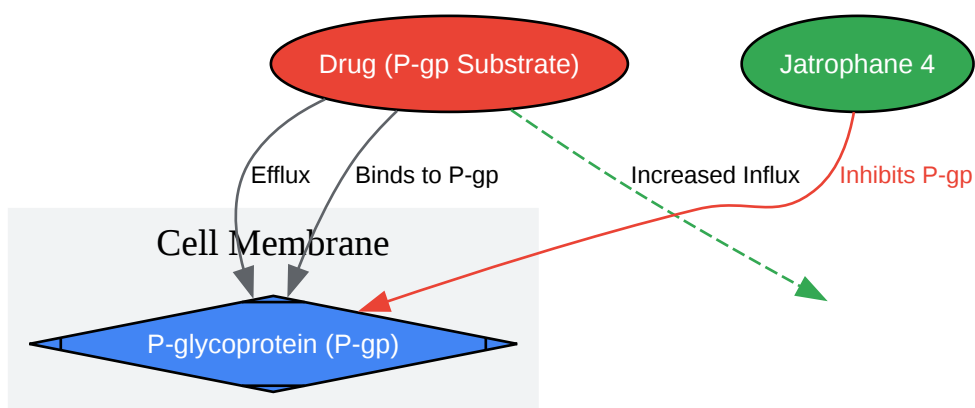 Drug (P-gp Substrate)
Jatrophane 4
Efflux
Binds to P-gp
Increased Influx
Inhibits P-gp
Cell Membrane
P-glycoprotein (P-gp)